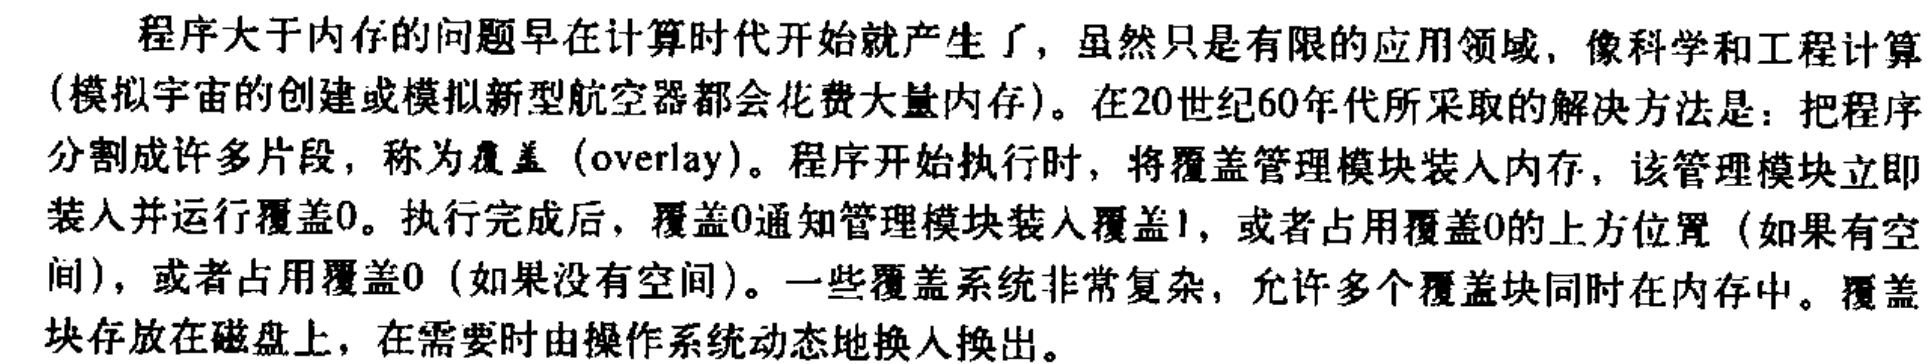 程序大于内存的问题早在计算时代开始就产生了，虽然只是有限的应用领域，像科学和工程计算
（模拟宇宙的创建或模拟新型航空器都会花费大量内存）。在20世纪60年代所采取的解决方法是：把程序
分割成许多片段，称为覆盖（overlay）。程序开始执行时，将覆盖管理模块装入内存，该管理模块立即
装入并运行覆盖0。执行完成后，覆盖0通知管理模块装入覆盖1，或者占用覆盖0的上方位置（如果有空
间），或者占用覆盖0（如果没有空间）。一些覆盖系统非常复杂，允许多个覆盖块同时在内存中。覆盖
块存放在磁盘上，在需要时由操作系统动态地换入换出。